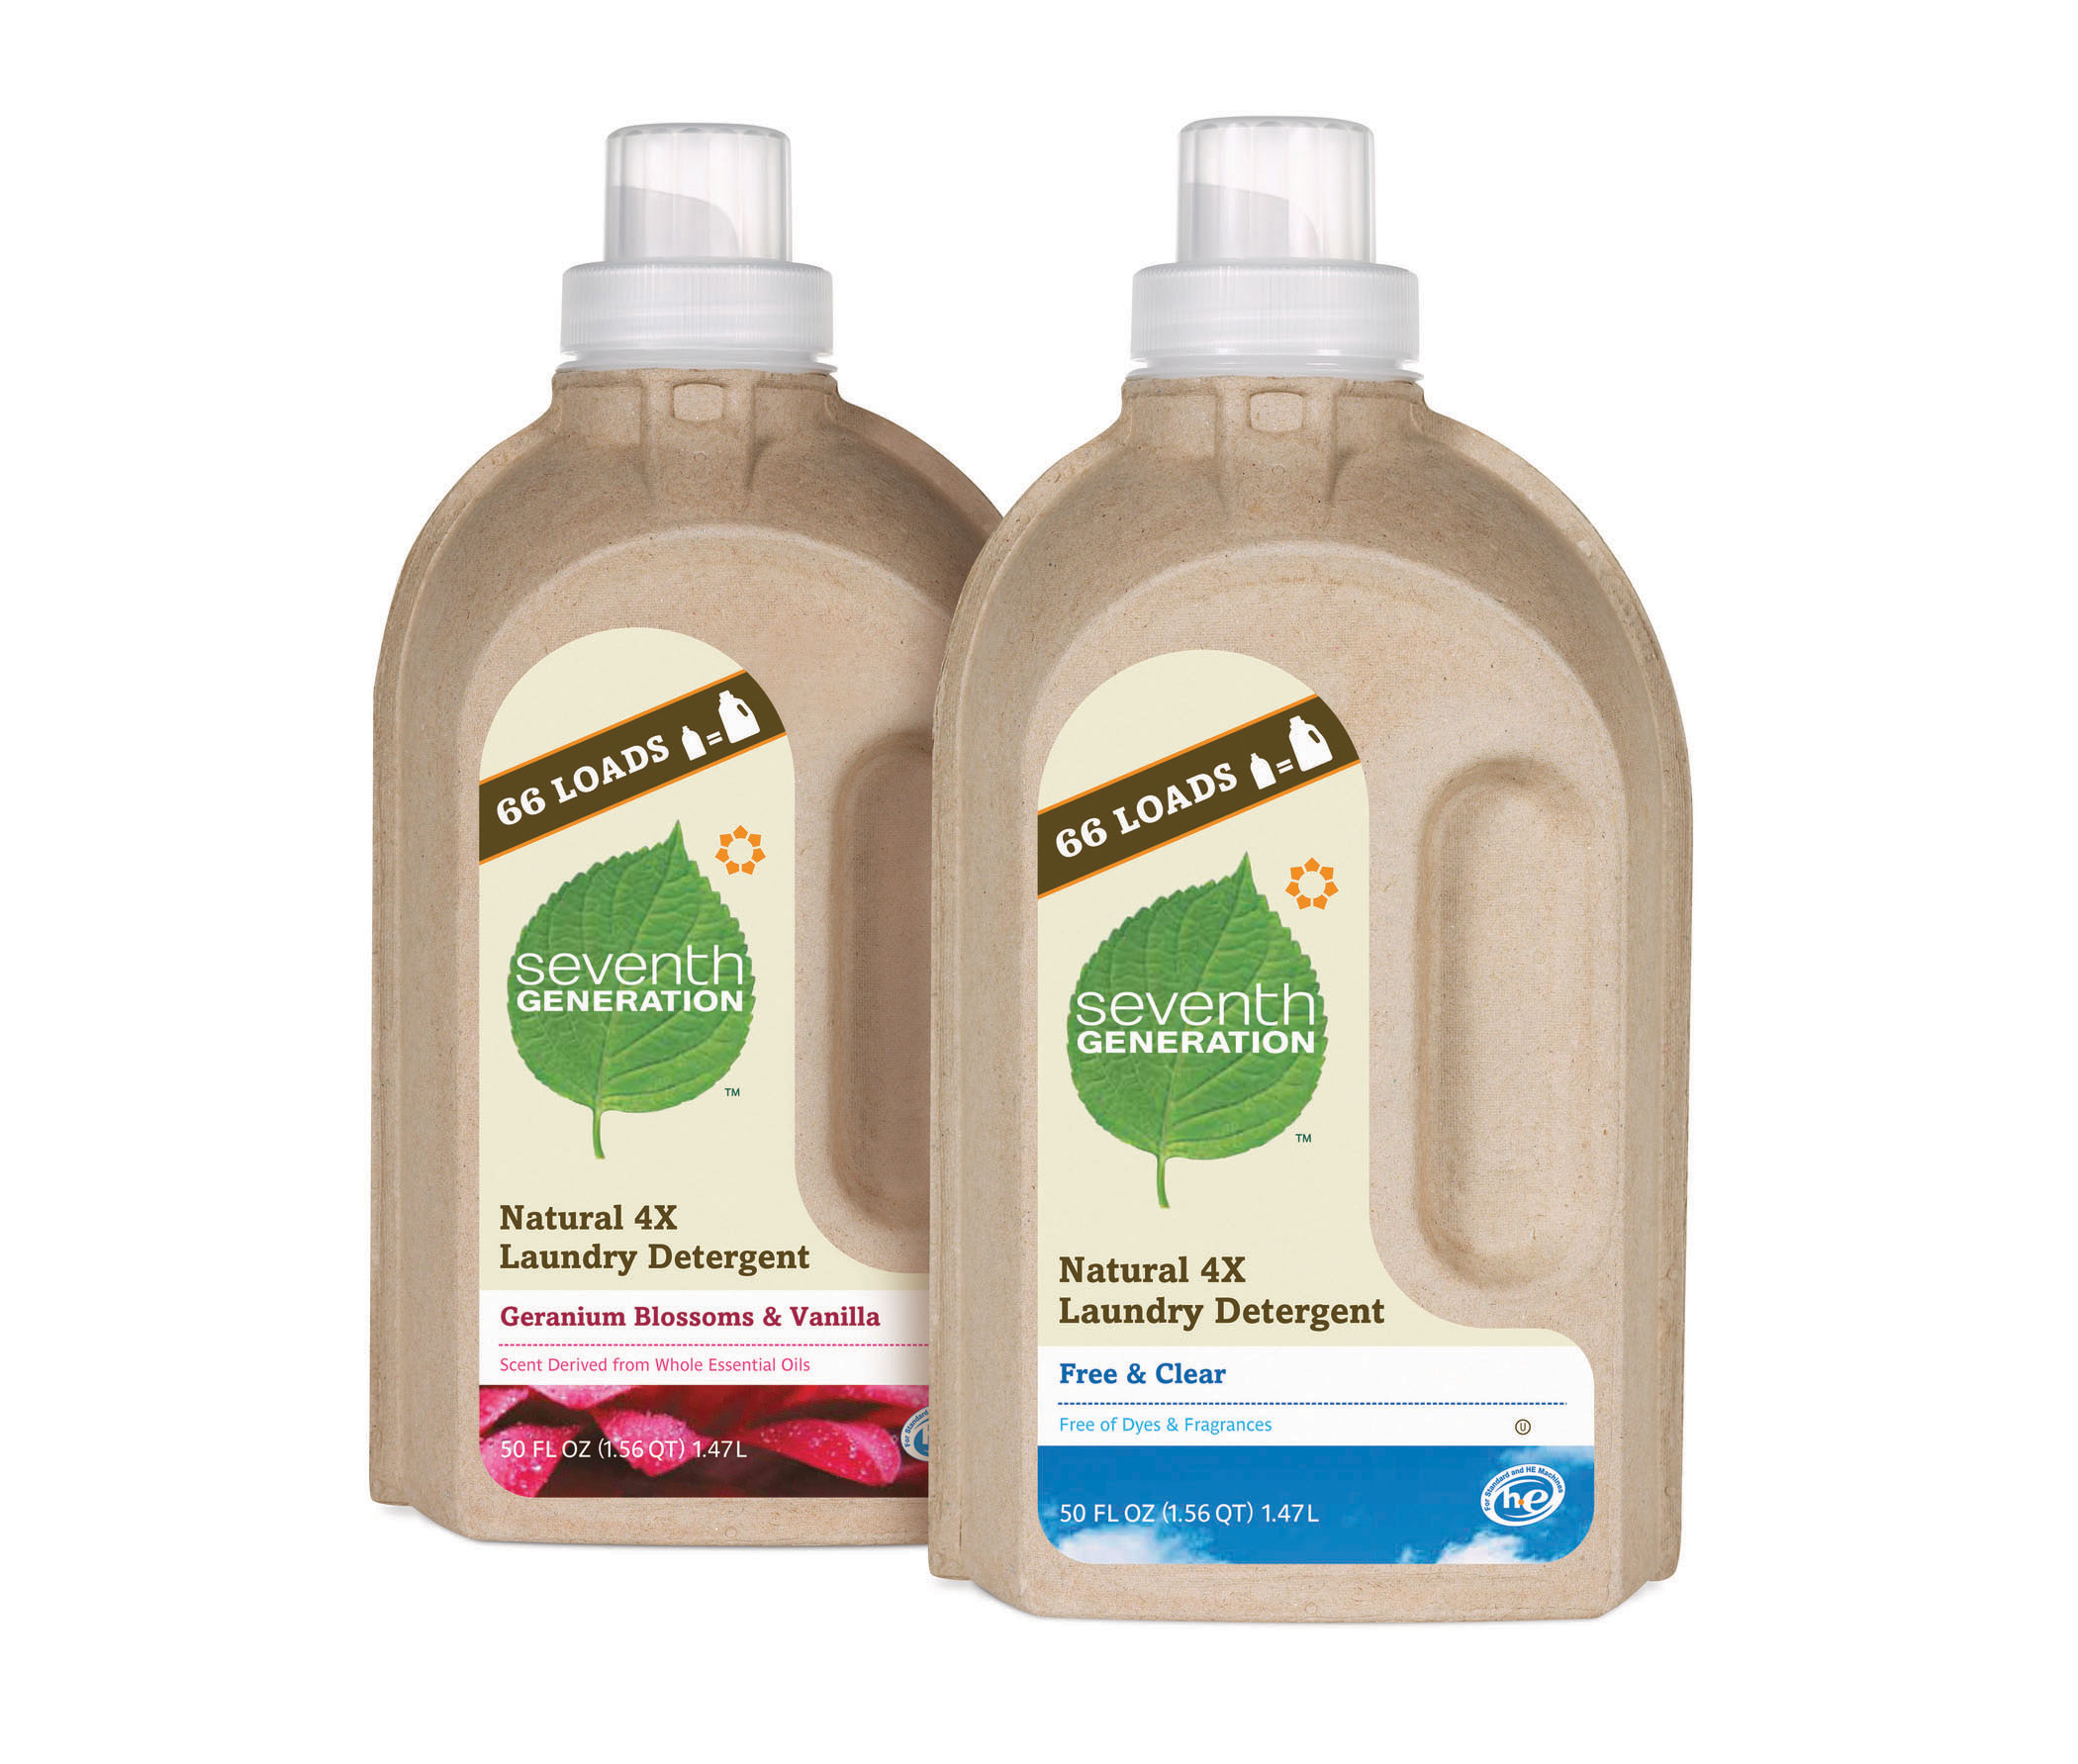 66 LOADS =
seventh
GENERATION
TM
Natural 4X
Laundry Detergent
Geranium Blossoms & Vanilla
Scent Derived from Whole Essential Oils
50 FL OZ (1.56 QT) 1.47L
For Standard
66 LOADS =
seventh
GENERATION
TM
Natural 4X
Laundry Detergent
Free & Clear
Free of Dyes & Fragrances
U
For Standard and HE Machines
he
50 FL OZ (1.56 QT) 1.47L